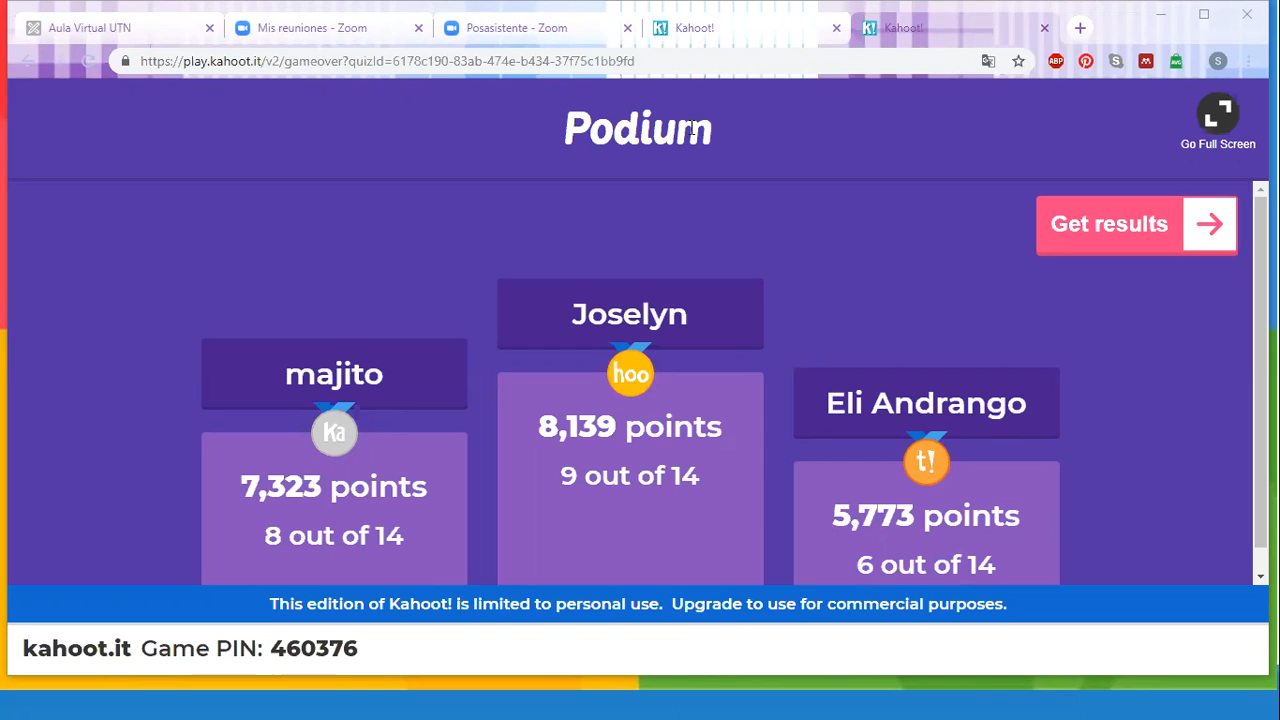 Aula Virtual UTN
Mis reuniones - Zoom
Posasistente - Zoom
K! Kahoot!
K! Kahoot!
https://play.kahoot.it/v2/gameover?quizId=6178c190-83ab-474e-b434-37f75c1bb9fd
ABP
S
Podium
Go Full Screen
Get results
Joselyn
majito
hoo
Eli Andrango
Ka
8,139 points
t!
9 out of 14
7,323 points
5,773 points
8 out of 14
6 out of 14
This edition of Kahoot! is limited to personal use. Upgrade to use for commercial purposes.
kahoot.it Game PIN: 460376